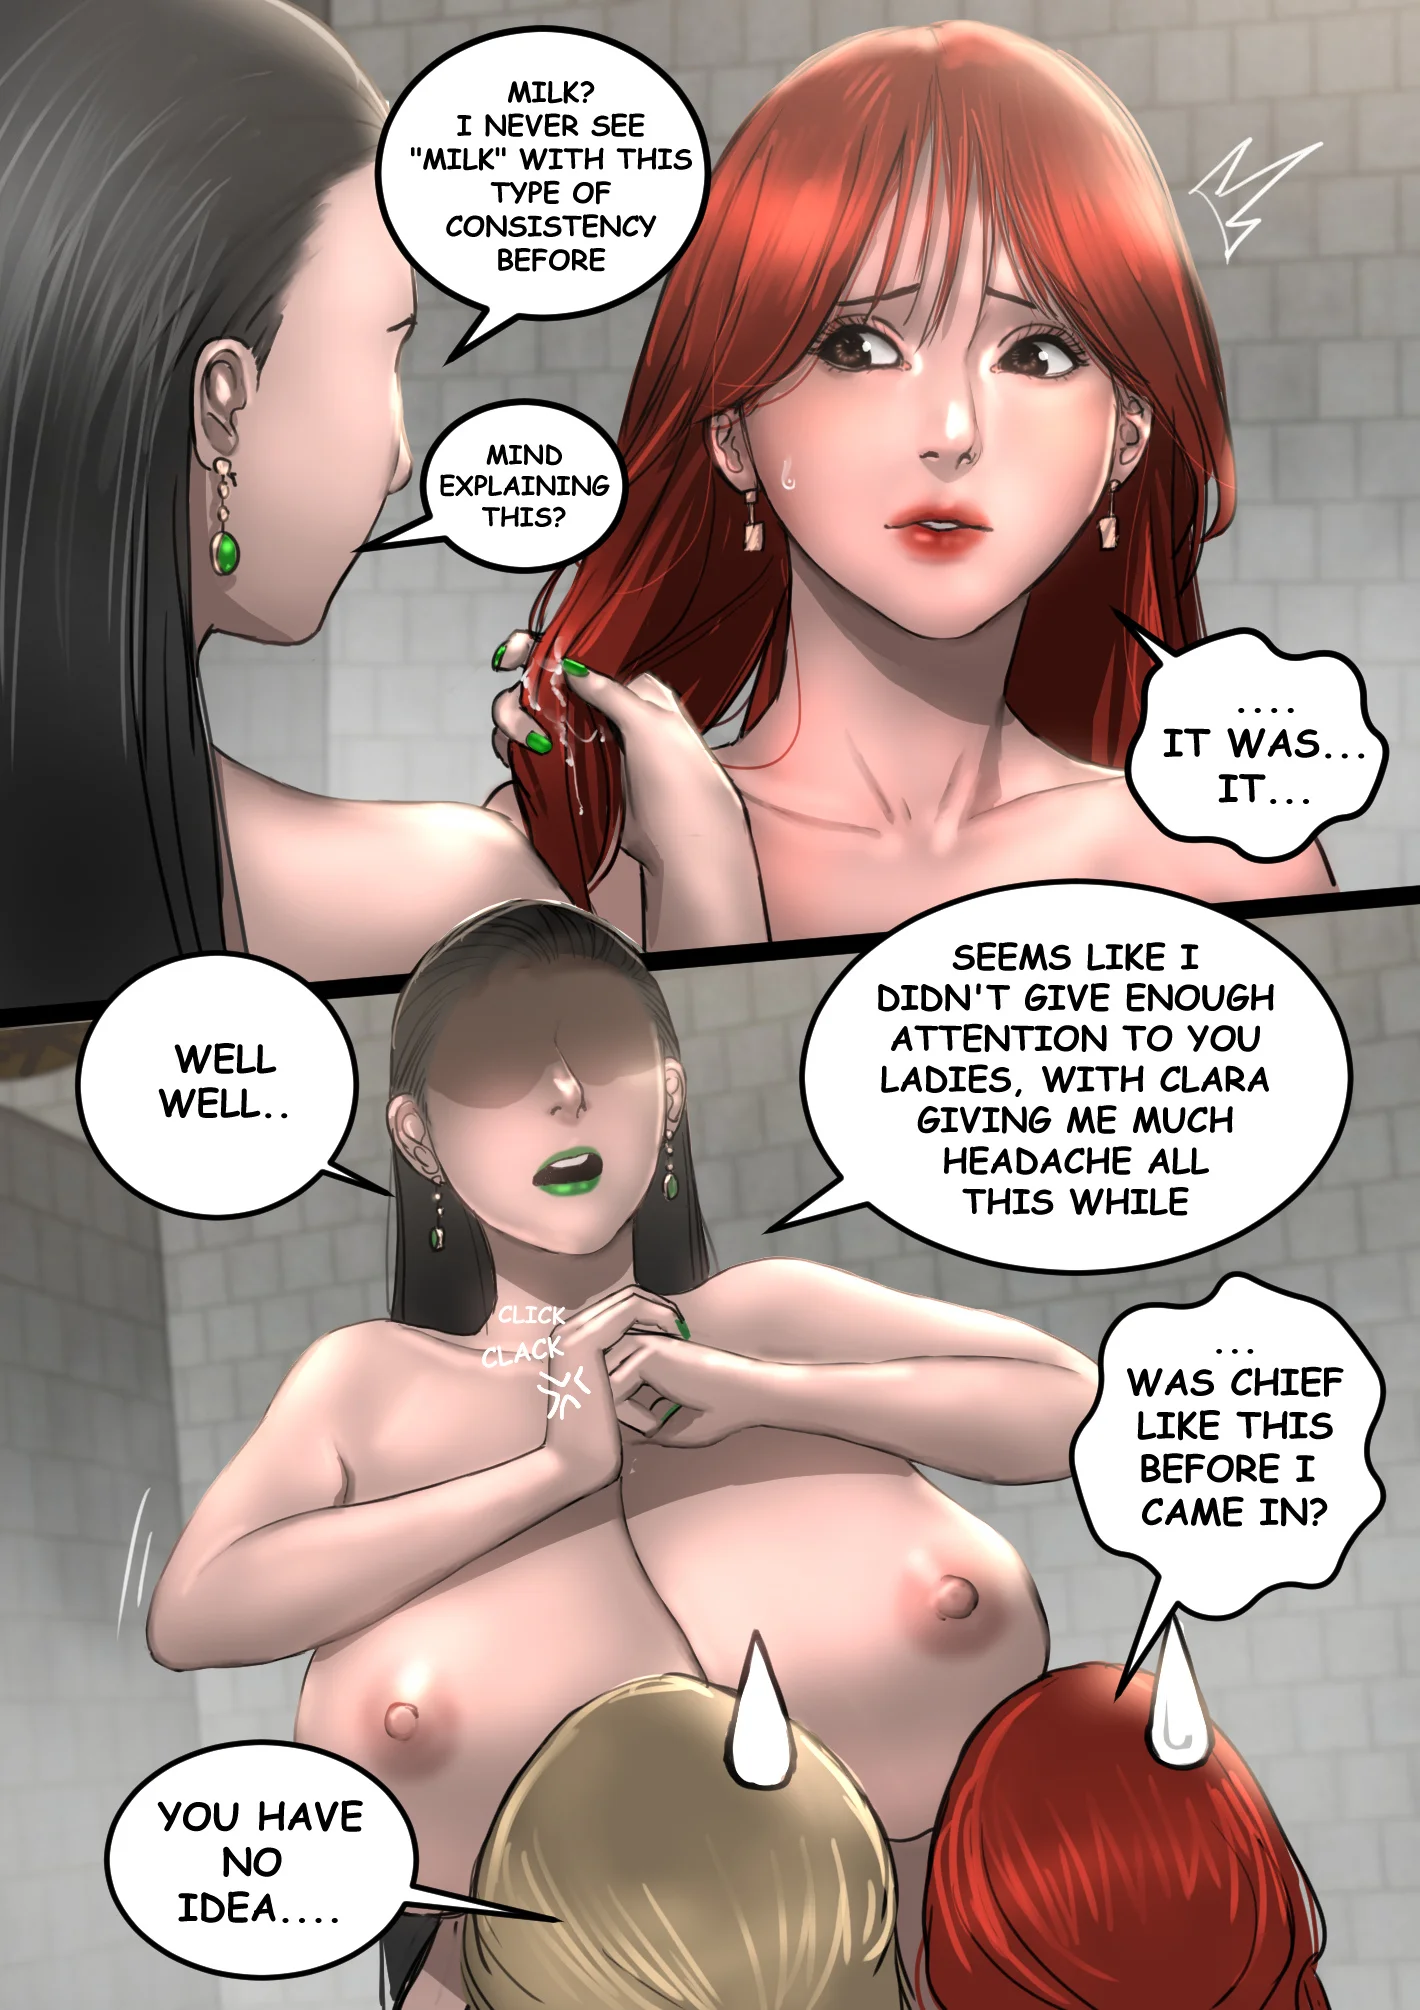 MILK?
I NEVER SEE
"MILK" WITH THIS
TYPE OF
CONSISTENCY
BEFORE
MIND
EXPLAINING
THIS?
....
IT WAS...
IT...
WELL
WELL..
SEEMS LIKE I
DIDN'T GIVE ENOUGH
ATTENTION TO YOU
LADIES, WITH CLARA
GIVING ME MUCH
HEADACHE ALL
THIS WHILE
CLICK
CLACK
...
WAS CHIEF
LIKE THIS
BEFORE I
CAME IN?
YOU HAVE
NO
IDEA....